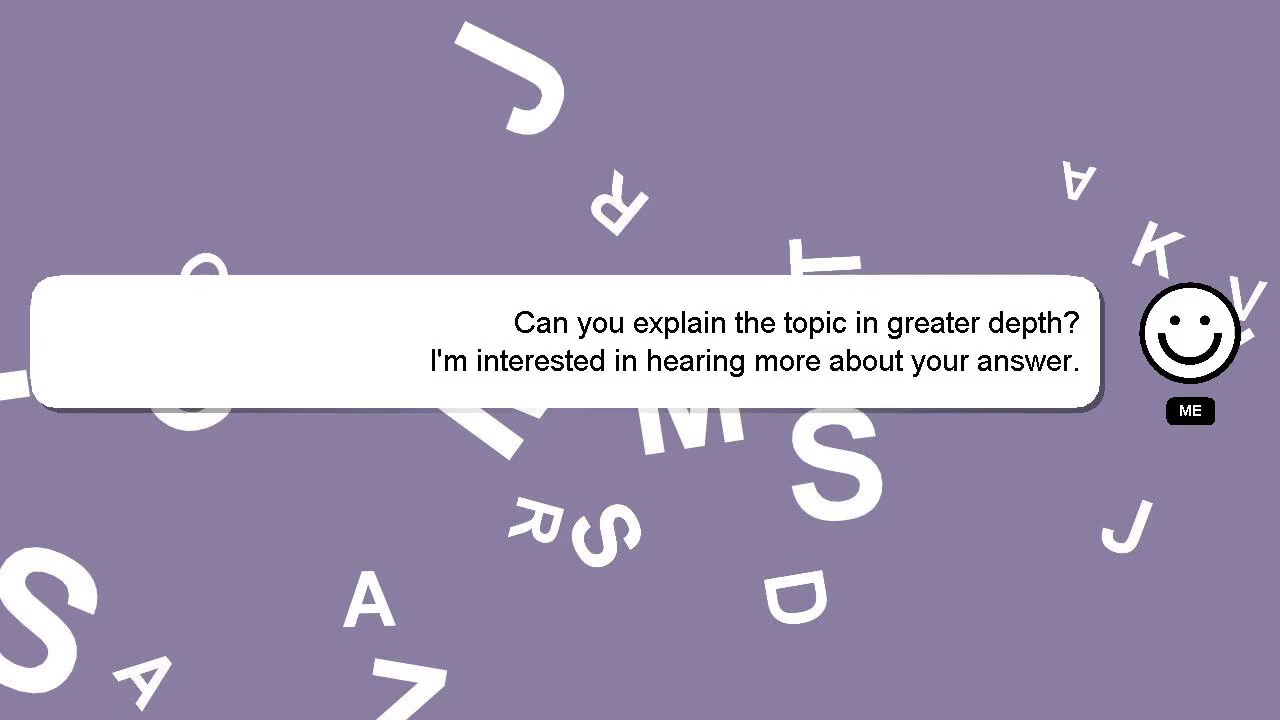 J
R
A
K
T
V
Can you explain the topic in greater depth?
I'm interested in hearing more about your answer.
ME
M
S
R
S
J
D
A
S
A
Z